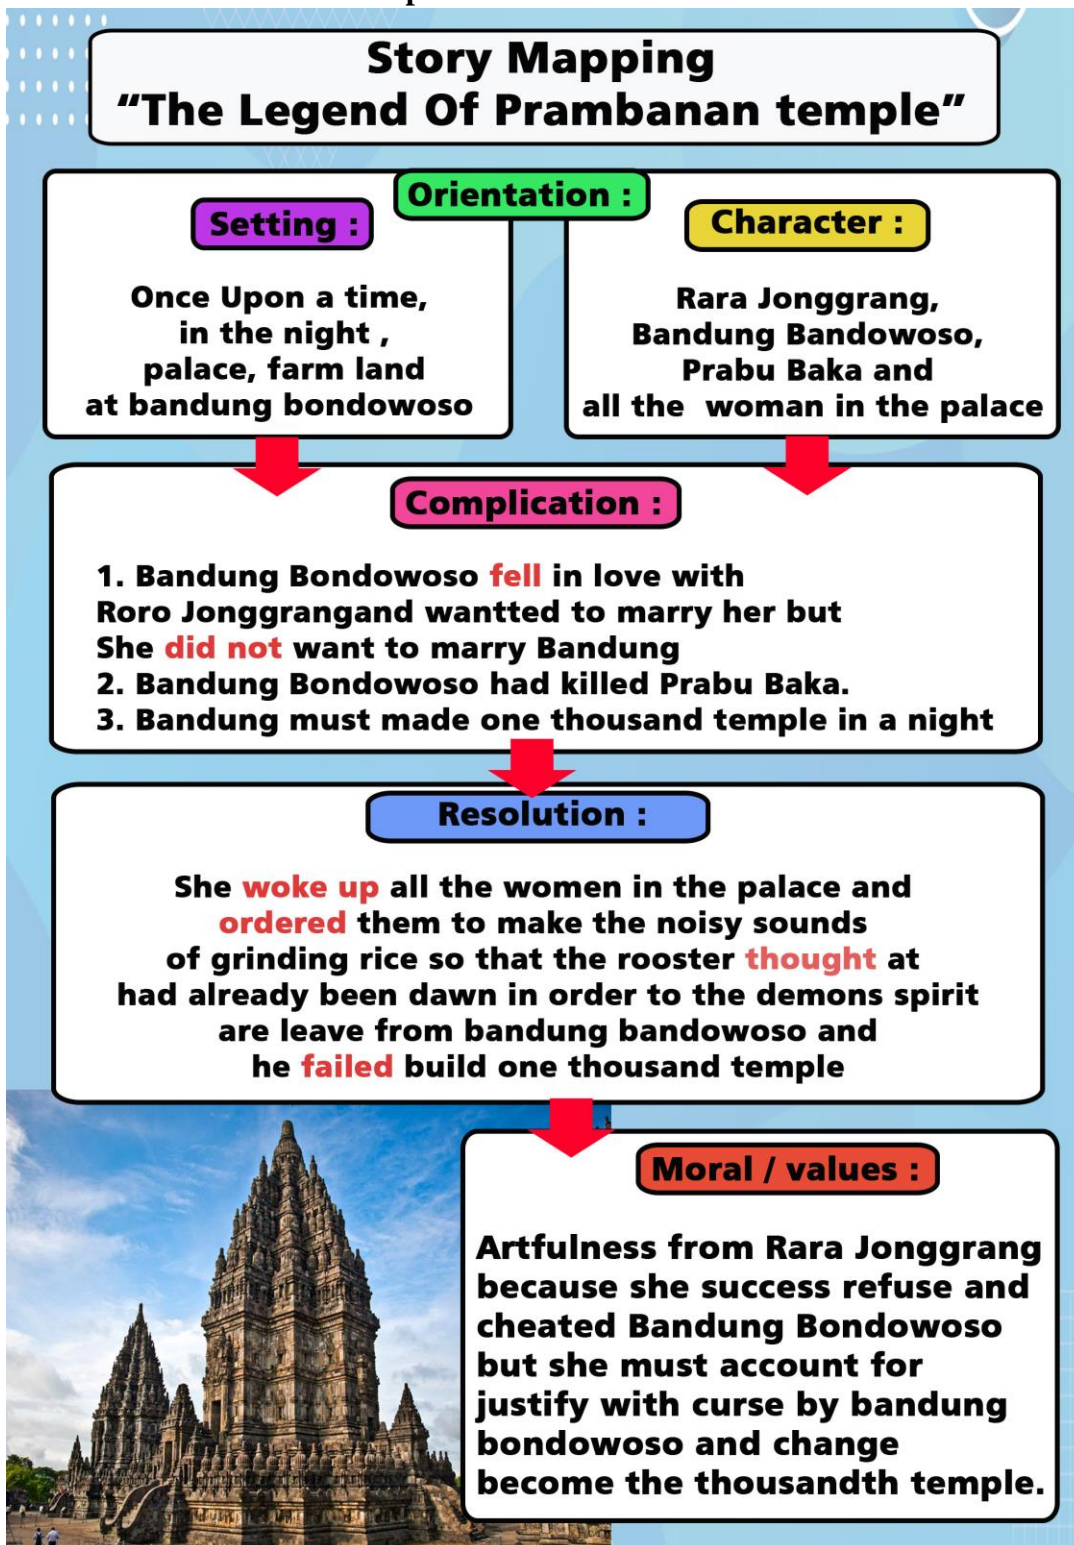 Story Mapping
“The Legend Of Prambanan temple”
Orientation :
Setting :
Once Upon a time,
in the night ,
palace, farm land
at bandung bondowoso
Character :
Rara Jonggrang,
Bandung Bandowoso,
Prabu Baka and
all the woman in the palace
Complication :
1. Bandung Bondowoso fell in love with
Roro Jonggrangand wantted to marry her but
She did not want to marry Bandung
2. Bandung Bondowoso had killed Prabu Baka.
3. Bandung must made one thousand temple in a night
Resolution :
She woke up all the women in the palace and
ordered them to make the noisy sounds
of grinding rice so that the rooster thought at
had already been dawn in order to the demons spirit
are leave from bandung bandowoso and
he failed build one thousand temple
Moral / values :
Artfulness from Rara Jonggrang
because she success refuse and
cheated Bandung Bondowoso
but she must account for
justify with curse by bandung
bondowoso and change
become the thousandth temple.